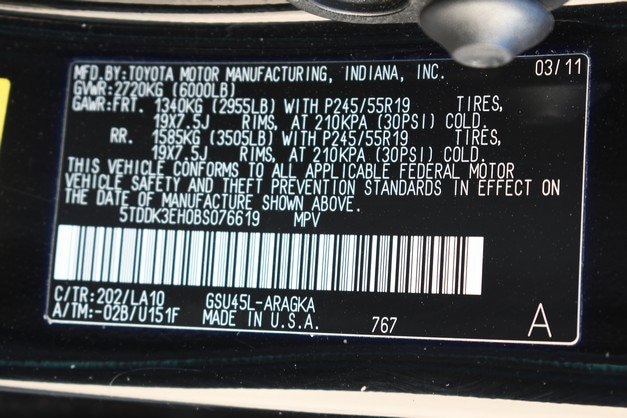 MFD.BY:TOYOTA MOTOR MANUFACTURING, INDIANA, INC. 03/11
GVWR:2720KG (6000LB)
GAWR:FRT. 1340KG (2955LB) WITH P245/55R19 TIRES,
19X7.5J RIMS, AT 210KPA (30PSI) COLD.
RR. 1585KG (3505LB) WITH P245/55R19 TIRES,
19X7.5J RIMS, AT 210KPA (30PSI) COLD.
THIS VEHICLE CONFORMS TO ALL APPLICABLE FEDERAL MOTOR
VEHICLE SAFETY AND THEFT PREVENTION STANDARDS IN EFFECT ON
THE DATE OF MANUFACTURE SHOWN ABOVE.
5TDDK3EH0BS076619 MPV
C/TR:202/LA10 GSU45L-ARAGKA
A/TM:-02B/U151F MADE IN U.S.A. 767 A